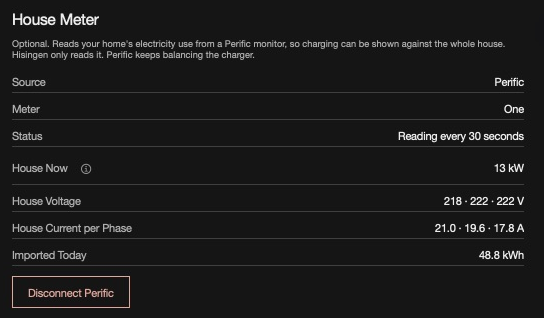 House Meter
Optional. Reads your home's electricity use from a Perific monitor, so charging can be shown against the whole house.
Hisingen only reads it. Perific keeps balancing the charger.
Source Perific
Meter One
Status Reading every 30 seconds
House Now 13 kW
House Voltage 218 · 222 · 222 V
House Current per Phase 21.0 · 19.6 · 17.8 A
Imported Today 48.8 kWh
Disconnect Perific